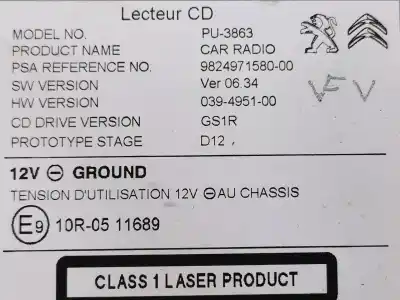 Lecteur CD
MODEL NO. PU-3863
PRODUCT NAME CAR RADIO
PSA REFERENCE NO. 9824971580-00
SW VERSION Ver 06.34
HW VERSION 039-4951-00
CD DRIVE VERSION GS1R
PROTOTYPE STAGE D12
VFV
12V ⊖ GROUND
TENSION D'UTILISATION 12V ⊖ AU CHASSIS
E9 10R-05 11689
CLASS 1 LASER PRODUCT